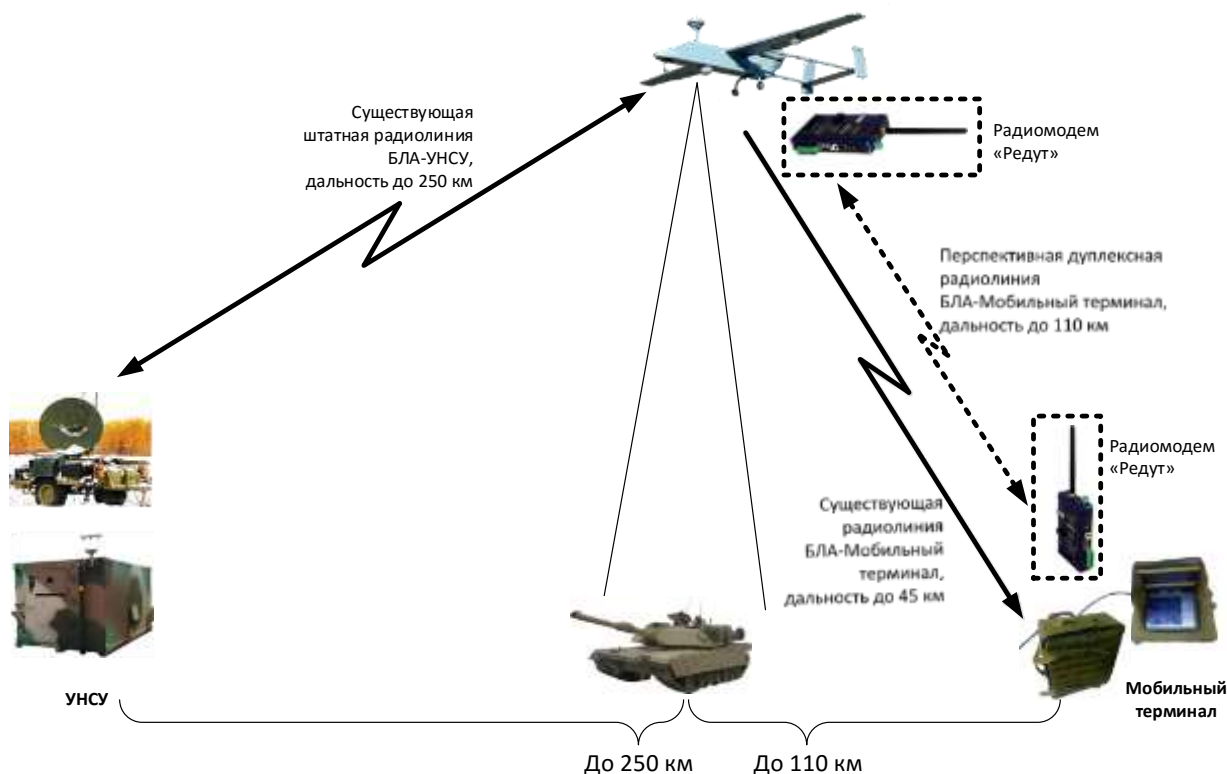 Существующая
штатная радиолиния
БЛА-УНСУ,
дальность до 250 км
Радиомодем
«Редут»
Перспективная дуплексная
радиолиния
БЛА-Мобильный терминал,
дальность до 110 км
Радиомодем
«Редут»
Существующая
радиолиния
БЛА-Мобильный
терминал,
дальность до 45 км
УНСУ
Мобильный
терминал
До 250 км
До 110 км